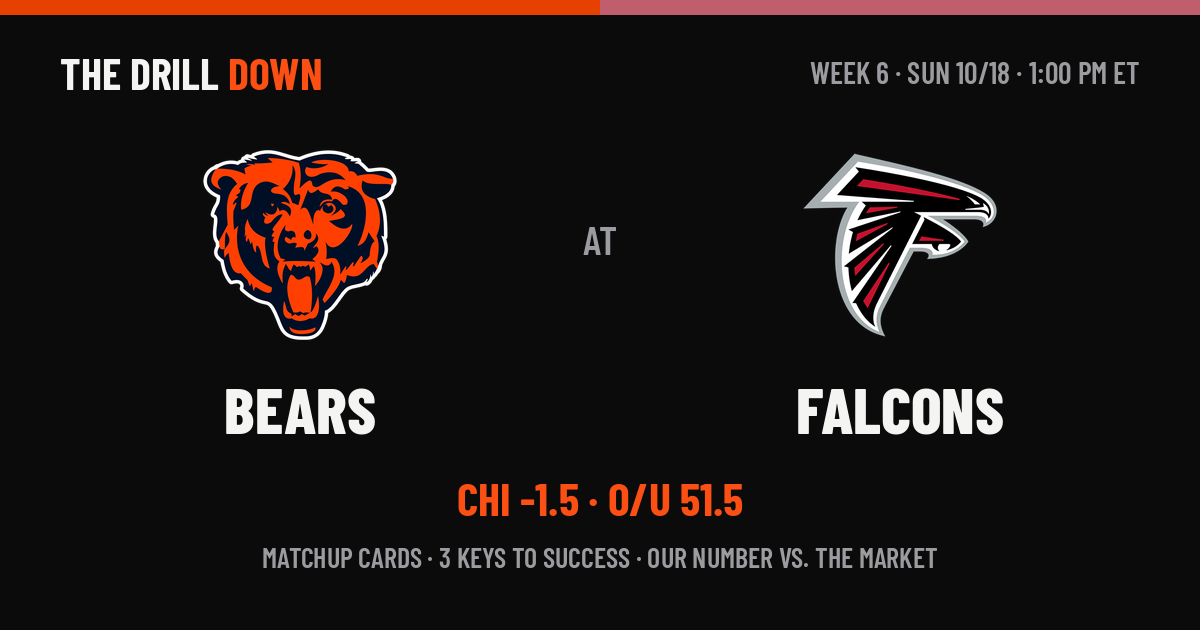 THE DRILL DOWN
WEEK 6 · SUN 10/18 · 1:00 PM ET
AT
BEARS
FALCONS
CHI -1.5 · O/U 51.5
MATCHUP CARDS · 3 KEYS TO SUCCESS · OUR NUMBER VS. THE MARKET